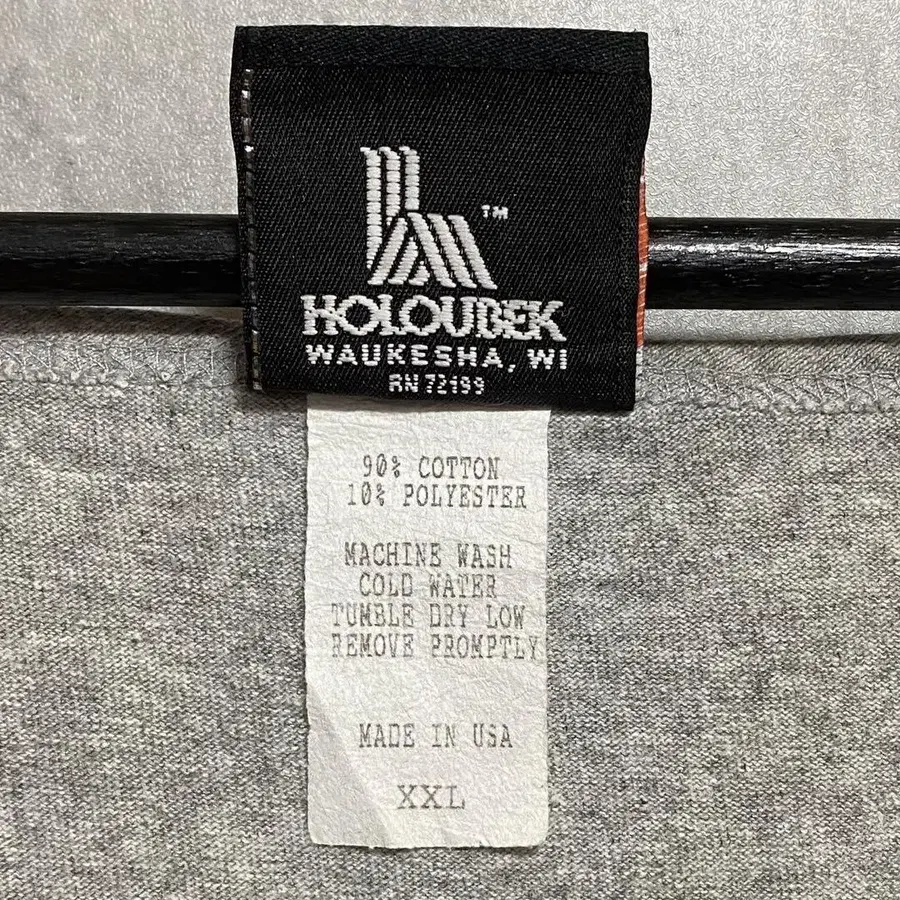 TM
HOLOUBEK
WAUKESHA, WI
RN 72199
90% COTTON
10% POLYESTER
MACHINE WASH
COLD WATER
TUMBLE DRY LOW
REMOVE PROMPTLY
MADE IN USA
XXL